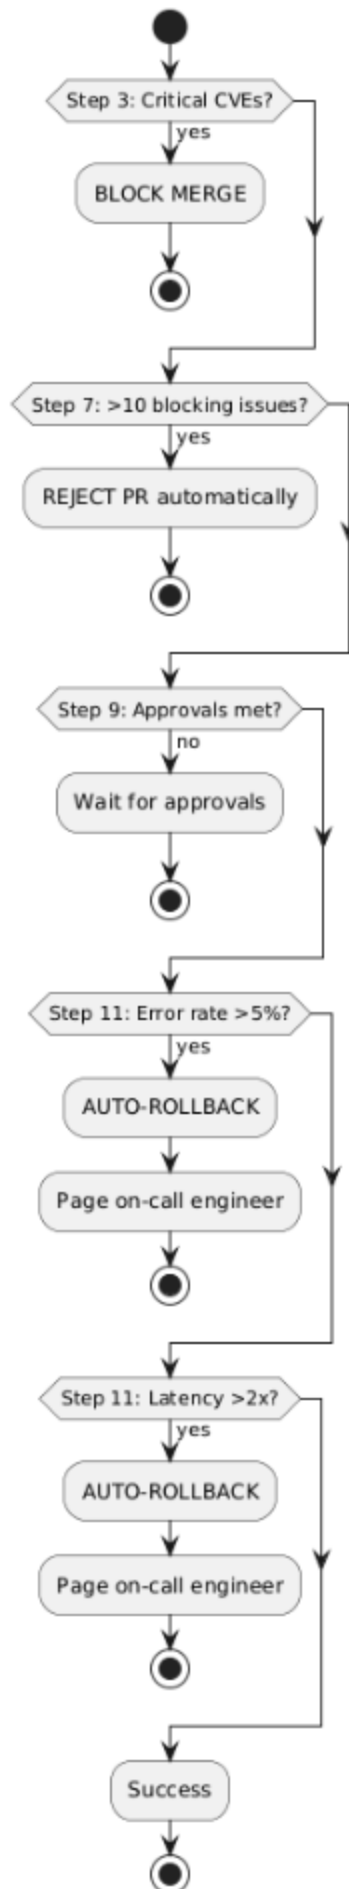 Step 3: Critical CVEs?
yes
BLOCK MERGE
Step 7: >10 blocking issues?
yes
REJECT PR automatically
Step 9: Approvals met?
no
Wait for approvals
Step 11: Error rate >5%?
yes
AUTO-ROLLBACK
Page on-call engineer
Step 11: Latency >2x?
yes
AUTO-ROLLBACK
Page on-call engineer
Success